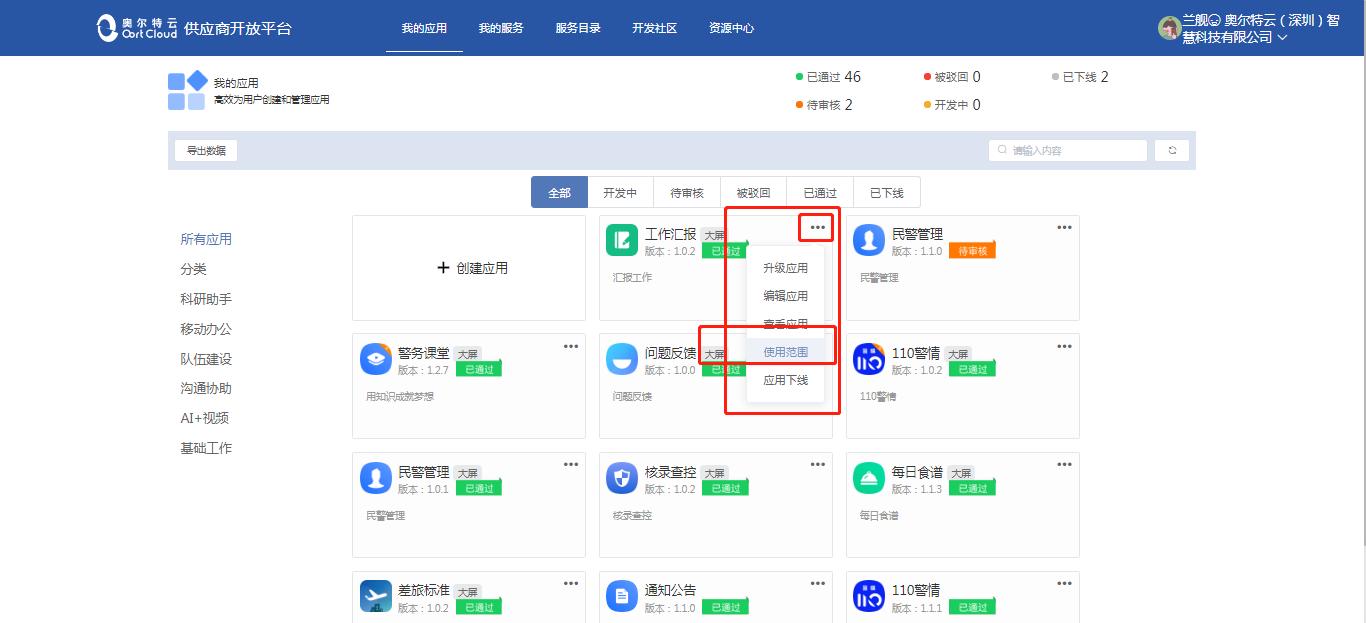 奥尔特云
OortCloud
供应商开放平台
我的应用
我的服务
服务目录
开发社区
资源中心
兰舰 奥尔特云（深圳）智
慧科技有限公司
我的应用
高效为用户创建和管理应用
已通过 46
被驳回 0
已下线 2
待审核 2
开发中 0
导出数据
请输入内容
全部
开发中
待审核
被驳回
已通过
已下线
所有应用
分类
科研助手
移动办公
队伍建设
沟通协助
AI+视频
基础工作
创建应用
工作汇报 大屏
版本：1.0.2 已通过
汇报工作
升级应用
编辑应用
查看应用
使用范围
应用下线
民警管理
版本：1.1.0 待审核
民警管理
警务课堂 大屏
版本：1.2.7 已通过
用知识成就梦想
问题反馈 大屏
版本：1.0.0 已通过
问题反馈
110警情 大屏
版本：1.0.2 已通过
110警情
民警管理 大屏
版本：1.0.1 已通过
民警管理
核录查控 大屏
版本：1.0.2 已通过
核录查控
每日食谱 大屏
版本：1.1.3 已通过
每日食谱
差旅标准 大屏
版本：1.0.2 已通过
通知公告
版本：1.1.0 已通过
110警情
版本：1.1.1 已通过